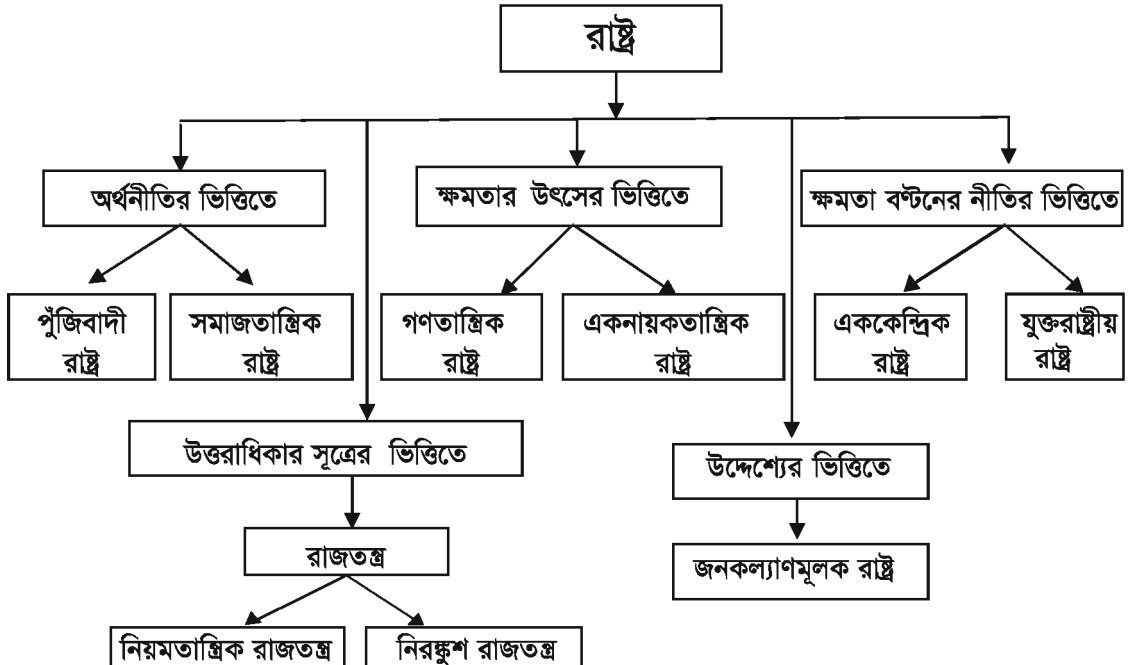 রাষ্ট্র
অর্থনীতির ভিত্তিতে
ক্ষমতার উৎসের ভিত্তিতে
ক্ষমতা বণ্টনের নীতির ভিত্তিতে
পুঁজিবাদী
রাষ্ট্র
সমাজতান্ত্রিক
রাষ্ট্র
গণতান্ত্রিক
রাষ্ট্র
একনায়কতান্ত্রিক
রাষ্ট্র
এককেন্দ্রিক
রাষ্ট্র
যুক্তরাষ্ট্রীয়
রাষ্ট্র
উত্তরাধিকার সূত্রের ভিত্তিতে
উদ্দেশ্যের ভিত্তিতে
রাজতন্ত্র
জনকল্যাণমূলক রাষ্ট্র
নিয়মতান্ত্রিক রাজতন্ত্র
নিরঙ্কুশ রাজতন্ত্র